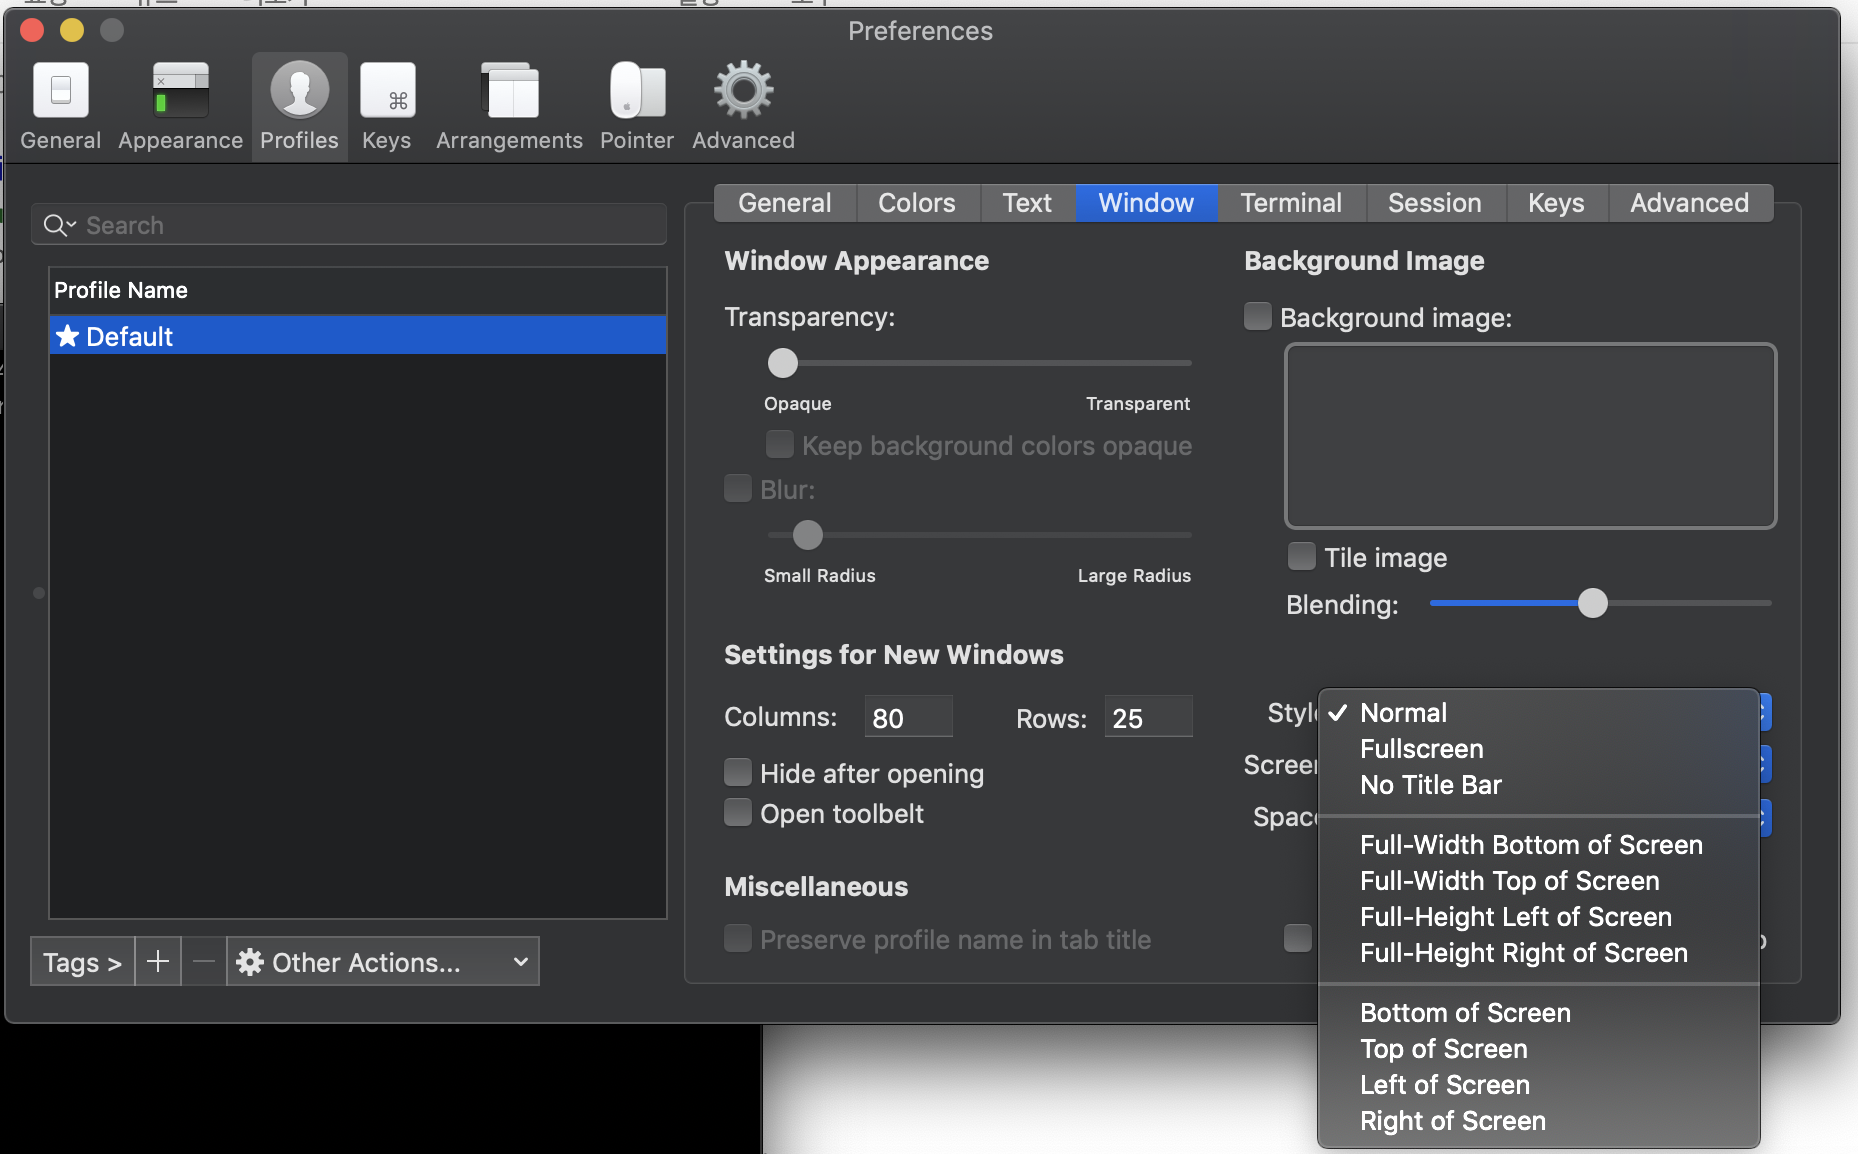 Preferences
General
Appearance
Profiles
Keys
Arrangements
Pointer
Advanced
Search
Profile Name
Default
Tags >
Other Actions...
General
Colors
Text
Window
Terminal
Session
Keys
Advanced
Window Appearance
Transparency:
Opaque
Transparent
Keep background colors opaque
Blur:
Small Radius
Large Radius
Background Image
Background image:
Tile image
Blending:
Settings for New Windows
Columns: 80
Rows: 25
Hide after opening
Open toolbelt
Miscellaneous
Preserve profile name in tab title
✓ Normal
Fullscreen
No Title Bar
Full-Width Bottom of Screen
Full-Width Top of Screen
Full-Height Left of Screen
Full-Height Right of Screen
Bottom of Screen
Top of Screen
Left of Screen
Right of Screen